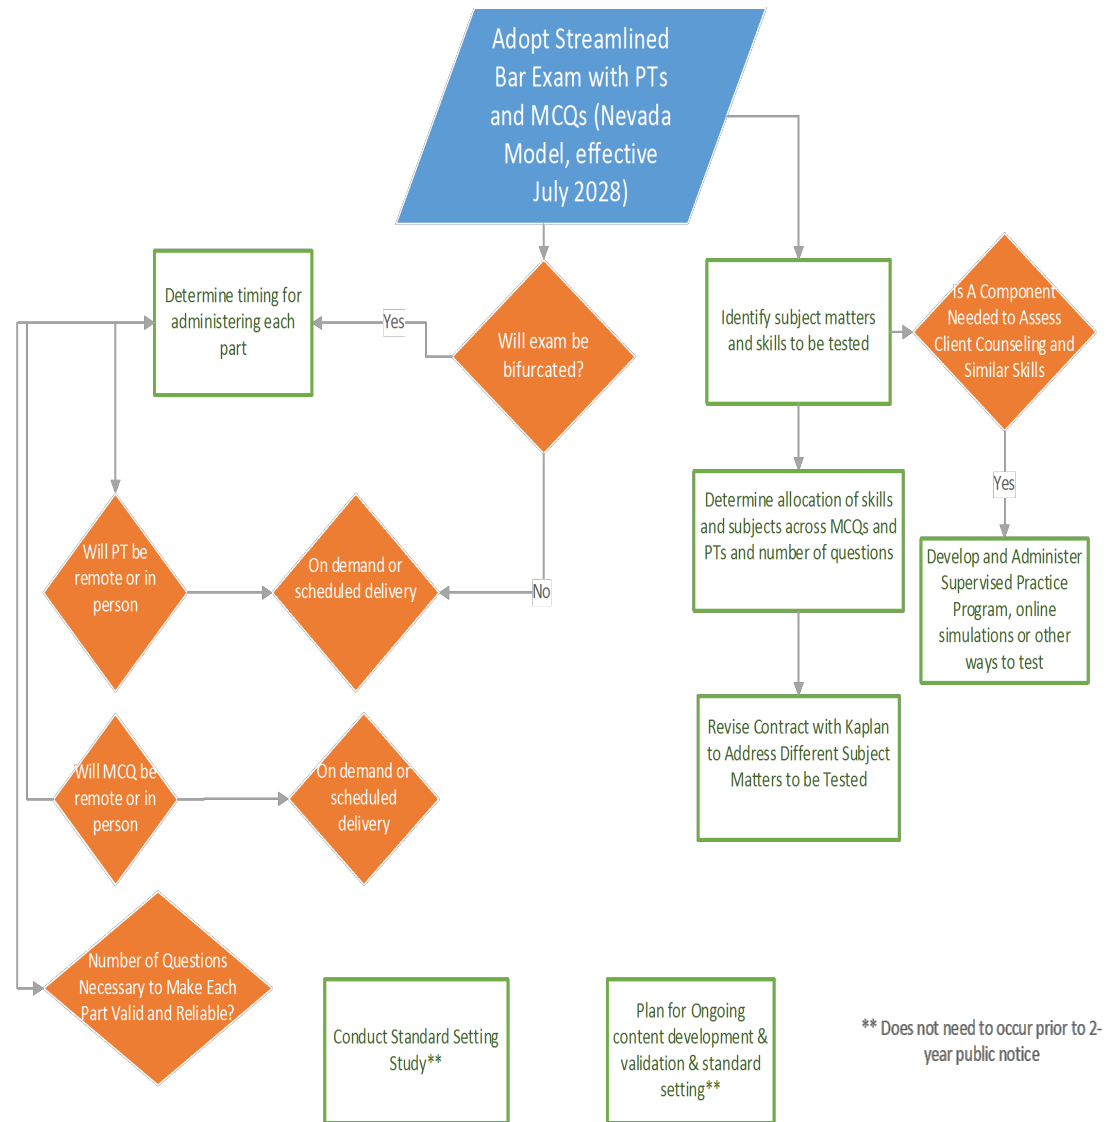 Adopt Streamlined
Bar Exam with PTs
and MCQs (Nevada
Model, effective
July 2028)
Determine timing for
administering each
part
Yes
Will exam be
bifurcated?
Identify subject matters
and skills to be tested
Is A Component
Needed to Assess
Client Counseling and
Similar Skills
Yes
Determine allocation of skills
and subjects across MCQs and
PTs and number of questions
Develop and Administer
Supervised Practice
Program, online
simulations or other
ways to test
Will PT be
remote or in
person
On demand or
scheduled delivery
No
Revise Contract with Kaplan
to Address Different Subject
Matters to be Tested
Will MCQ be
remote or in
person
On demand or
scheduled
delivery
Number of Questions
Necessary to Make Each
Part Valid and Reliable?
Conduct Standard Setting
Study**
Plan for Ongoing
content development &
validation & standard
setting**
** Does not need to occur prior to 2-
year public notice